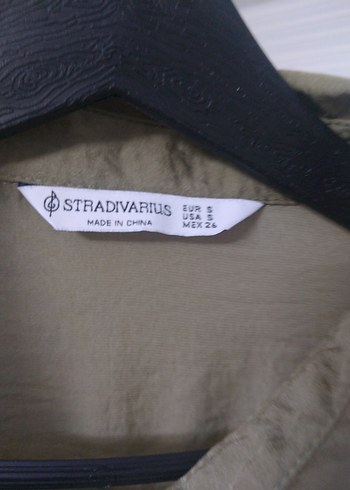 STRADIVARIUS
MADE IN CHINA
EUR S
USA S
MEX 26